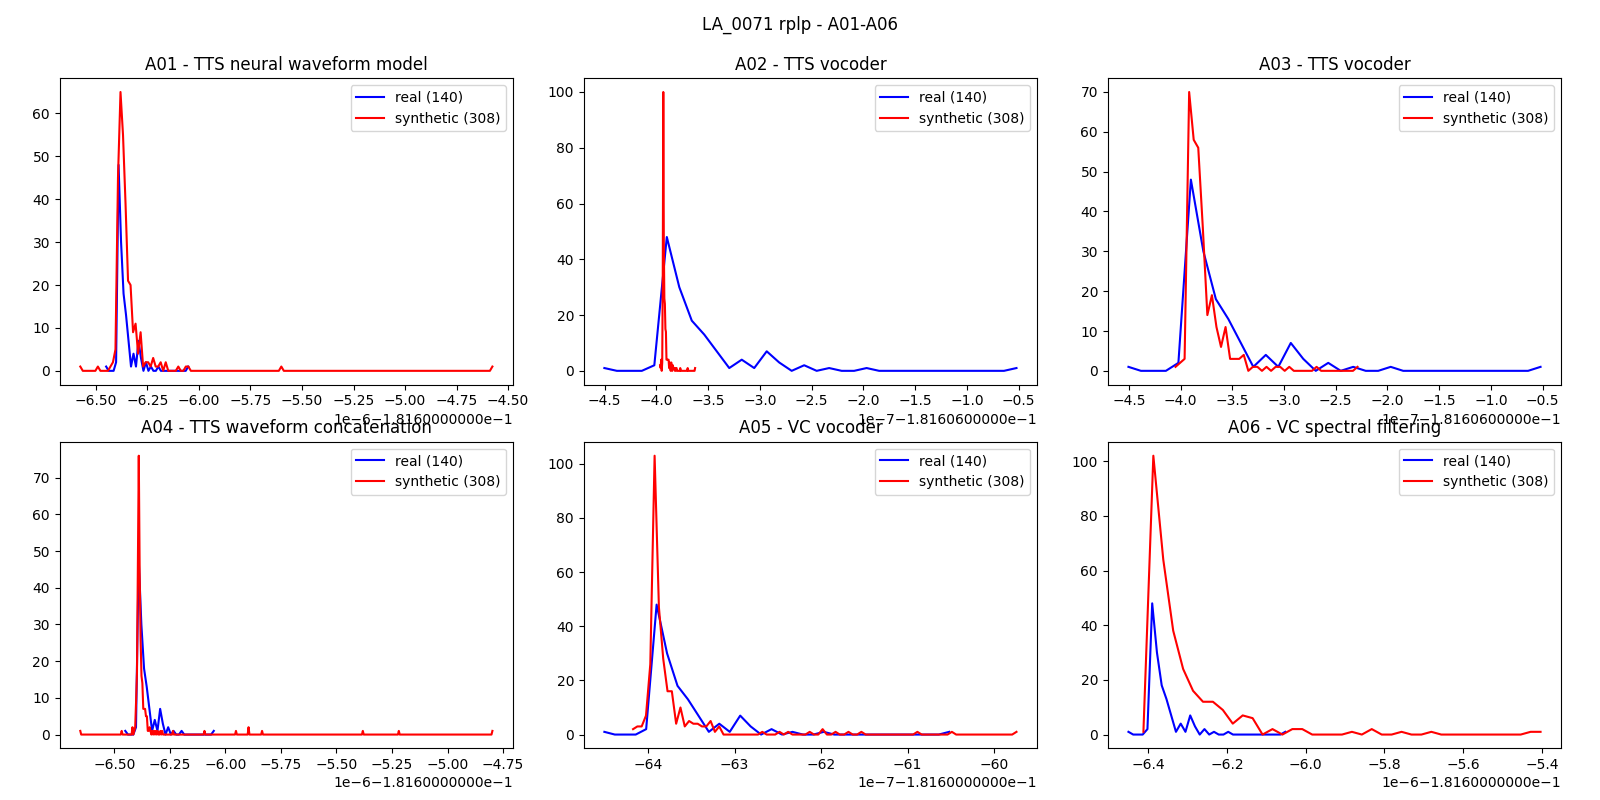 LA_0071 rplp - A01-A06
A01 - TTS neural waveform model
real (140)
synthetic (308)
60
50
40
30
20
10
0
−6.50 −6.25 −6.00 −5.75 −5.50 −5.25 −5.00 −4.75 −4.50
1e−6−1.8160000000e−1
A02 - TTS vocoder
real (140)
synthetic (308)
100
80
60
40
20
0
−4.5 −4.0 −3.5 −3.0 −2.5 −2.0 −1.5 −1.0 −0.5
1e−7−1.8160600000e−1
A03 - TTS vocoder
real (140)
synthetic (308)
70
60
50
40
30
20
10
0
−4.5 −4.0 −3.5 −3.0 −2.5 −2.0 −1.5 −1.0 −0.5
1e−7−1.8160600000e−1
A04 - TTS waveform concatenation
real (140)
synthetic (308)
70
60
50
40
30
20
10
0
−6.50 −6.25 −6.00 −5.75 −5.50 −5.25 −5.00 −4.75
1e−6−1.8160000000e−1
A05 - VC vocoder
real (140)
synthetic (308)
100
80
60
40
20
0
−64 −63 −62 −61 −60
1e−7−1.8160000000e−1
A06 - VC spectral filtering
real (140)
synthetic (308)
100
80
60
40
20
0
−6.4 −6.2 −6.0 −5.8 −5.6 −5.4
1e−6−1.8160000000e−1